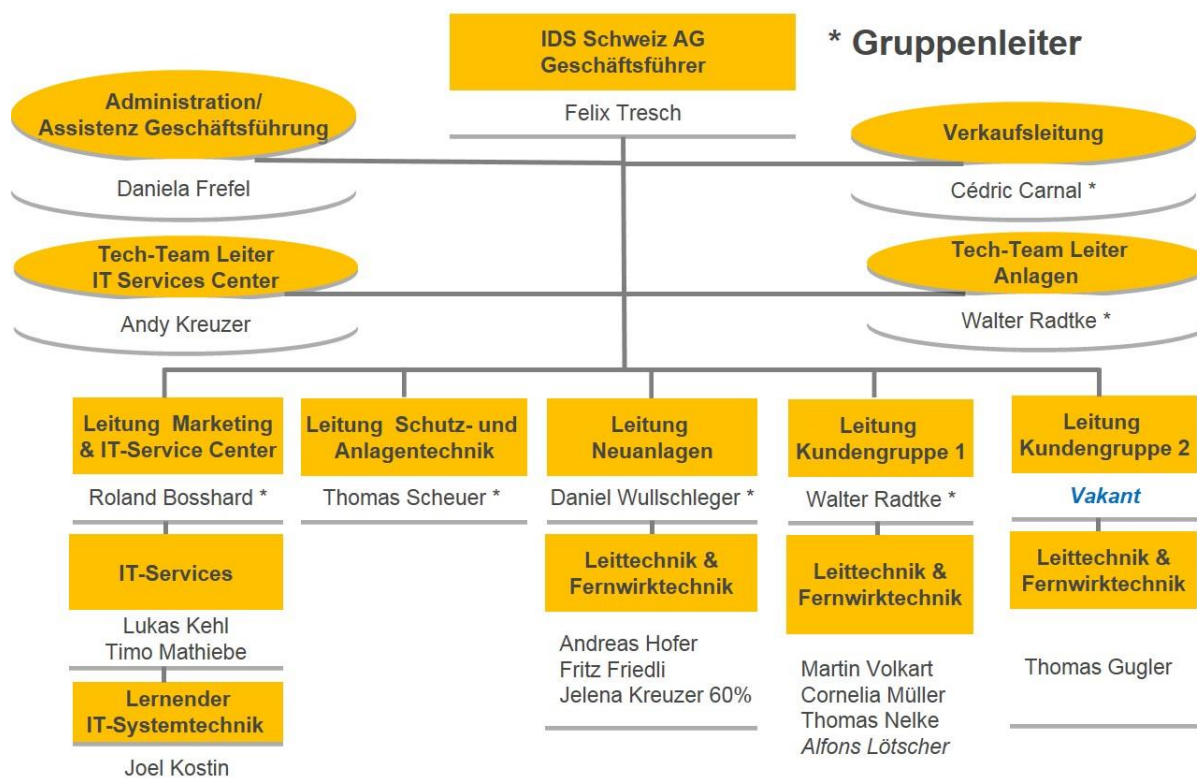 IDS Schweiz AG
Geschäftsführer
Felix Tresch
* Gruppenleiter
Administration/
Assistenz Geschäftsführung
Daniela Frefel
Verkaufsleitung
Cédric Carnal *
Tech-Team Leiter
IT Services Center
Andy Kreuzer
Tech-Team Leiter
Anlagen
Walter Radtke *
Leitung Marketing
& IT-Service Center
Roland Bosshard *
IT-Services
Lukas Kehl
Timo Mathiebe
Lernender
IT-Systemtechnik
Joel Kostin
Leitung Schutz- und
Anlagentechnik
Thomas Scheuer *
Leitung
Neuanlagen
Daniel Wullschleger *
Leittechnik &
Fernwirktechnik
Andreas Hofer
Fritz Friedli
Jelena Kreuzer 60%
Leitung
Kundengruppe 1
Walter Radtke *
Leittechnik &
Fernwirktechnik
Martin Volkart
Cornelia Müller
Thomas Nelke
Alfons Lötscher
Leitung
Kundengruppe 2
Vakant
Leittechnik &
Fernwirktechnik
Thomas Gugler